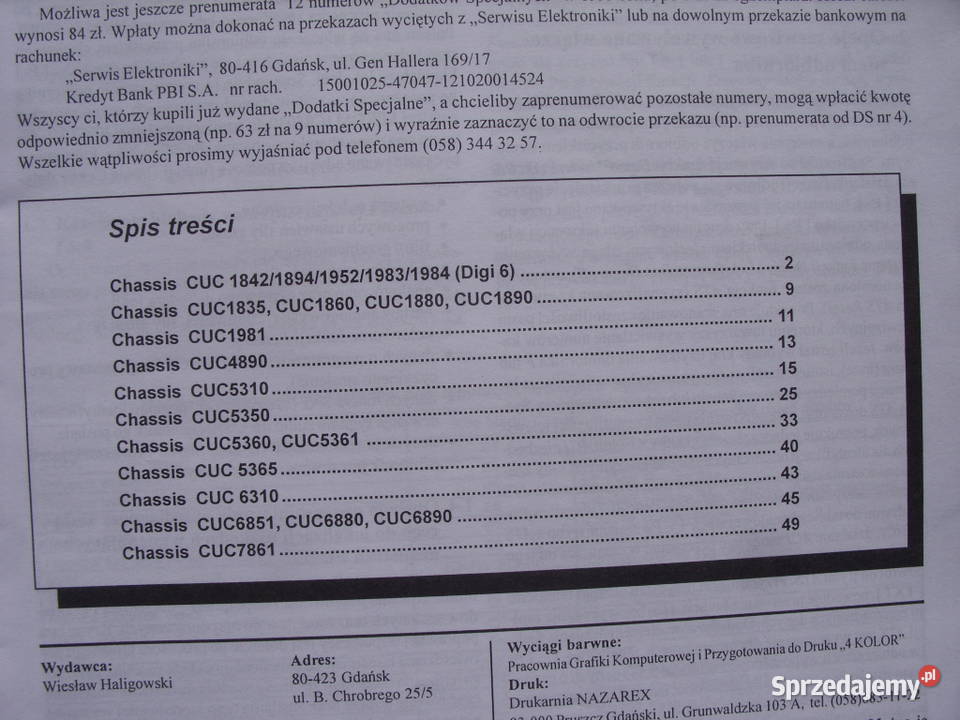 Możliwa jest jeszcze prenumerata 12 numerów „Dodatków Specjalnych”
wynosi 84 zł. Wpłaty można dokonać na przekazach wyciętych z „Serwisu Elektroniki” lub na dowolnym przekazie bankowym na
rachunek:
„Serwis Elektroniki”, 80-416 Gdańsk, ul. Gen Hallera 169/17
Kredyt Bank PBI S.A. nr rach. 15001025-47047-121020014524
Wszyscy ci, którzy kupili już wydane „Dodatki Specjalne”, a chcieliby zaprenumerować pozostałe numery, mogą wpłacić kwotę
odpowiednio zmniejszoną (np. 63 zł na 9 numerów) i wyraźnie zaznaczyć to na odwrocie przekazu (np. prenumerata od DS nr 4).
Wszelkie wątpliwości prosimy wyjaśniać pod telefonem (058) 344 32 57.
Spis treści
Chassis CUC 1842/1894/1952/1983/1984 (Digi 6) ..... 2
Chassis CUC1835, CUC1860, CUC1880, CUC1890 ..... 9
Chassis CUC1981 ..... 11
Chassis CUC4890 ..... 13
Chassis CUC5310 ..... 15
Chassis CUC5350 ..... 25
Chassis CUC5360, CUC5361 ..... 33
Chassis CUC 5365 ..... 40
Chassis CUC 6310 ..... 43
Chassis CUC6851, CUC6880, CUC6890 ..... 45
Chassis CUC7861 ..... 49
Wydawca:
Wiesław Haligowski
Adres:
80-423 Gdańsk
ul. B. Chrobrego 25/5
Wyciągi barwne:
Pracownia Grafiki Komputerowej i Przygotowania do Druku „4 KOLOR”
Druk:
Drukarnia NAZAREX
Pruszcz Gdański, ul. Grunwaldzka 103 A, tel.
Sprzedajemy.pl